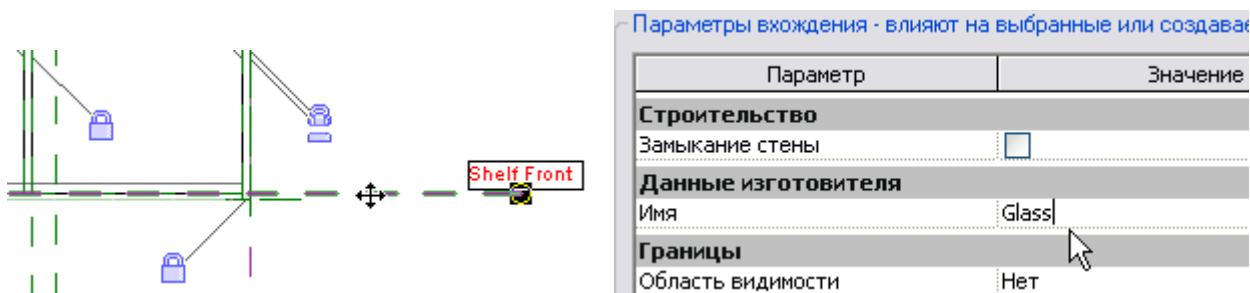 Shelf Front
Параметры вхождения - влияют на выбранные или создавае
Параметр Значение
Строительство
Замыкание стены
Данные изготовителя
Имя Glass
Границы
Область видимости Нет